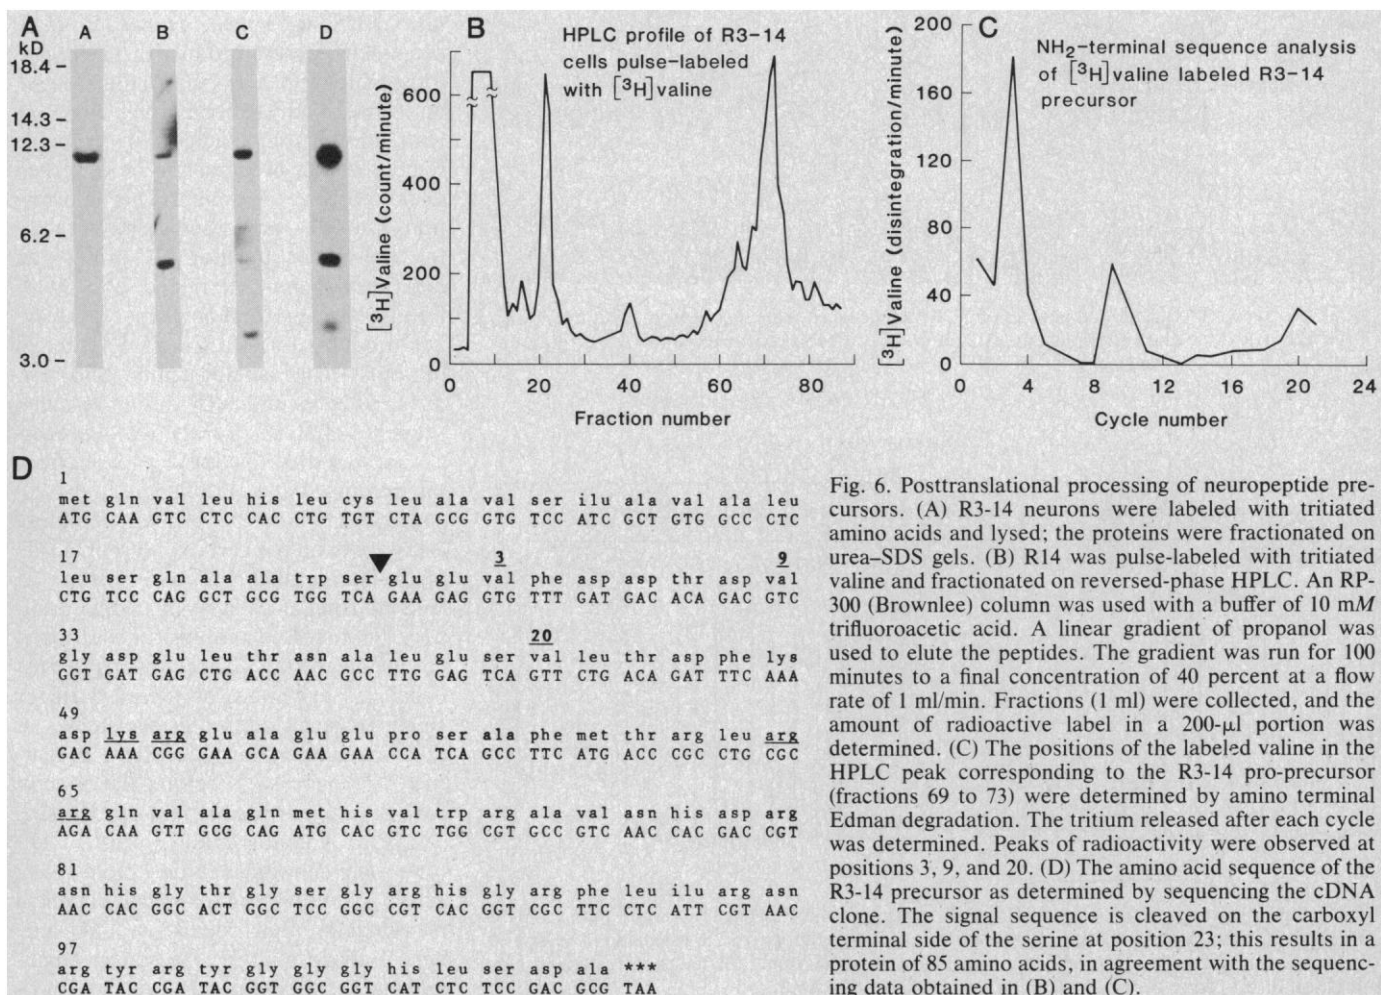 A
kD
A B C D
18.4
14.3
12.3
6.2
3.0
B
HPLC profile of R3-14
cells pulse-labeled
with [³H]valine
[³H]Valine (count/minute)
600
400
200
0
0 20 40 60 80
Fraction number
C
NH₂-terminal sequence analysis
of [³H]valine labeled R3-14
precursor
[³H]Valine (disintegration/minute)
200
160
120
80
40
0
0 4 8 12 16 20 24
Cycle number
D
1
met gln val leu his leu cys leu ala val ser ilu ala val ala leu
ATG CAA GTC CTC CAC CTG TGT CTA GCG GTG TCC ATC GCT GTG GCC CTC
17 3 9
leu ser gln ala ala trp ser glu glu val phe asp asp thr asp val
CTG TCC CAG GCT GCG TGG TCA GAA GAG GTG TTT GAT GAC ACA GAC GTC
33 20
gly asp glu leu thr asn ala leu glu ser val leu thr asp phe lys
GGT GAT GAG CTG ACC AAC GCC TTG GAG TCA GTT CTG ACA GAT TTC AAA
49
asp lys arg glu ala glu glu pro ser ala phe met thr arg leu arg
GAC AAA CGG GAA GCA GAA GAA CCA TCA GCC TTC ATG ACC CGC CTG CGC
65
arg gln val ala gln met his val trp arg ala val asn his asp arg
AGA CAA GTT GCG CAG ATG CAC GTC TGG CGT GCC GTC AAC CAC GAC CGT
81
asn his gly thr gly ser gly arg his gly arg phe leu ilu arg asn
AAC CAC GGC ACT GGC TCC GGC CGT CAC GGT CGC TTC CTC ATT CGT AAC
97
arg tyr arg tyr gly gly gly his leu ser asp ala ***
CGA TAC CGA TAC GGT GGC GGT CAT CTC TCC GAC GCG TAA
Fig. 6. Posttranslational processing of neuropeptide pre-
cursors. (A) R3-14 neurons were labeled with tritiated
amino acids and lysed; the proteins were fractionated on
urea–SDS gels. (B) R14 was pulse-labeled with tritiated
valine and fractionated on reversed-phase HPLC. An RP-
300 (Brownlee) column was used with a buffer of 10 mM
trifluoroacetic acid. A linear gradient of propanol was
used to elute the peptides. The gradient was run for 100
minutes to a final concentration of 40 percent at a flow
rate of 1 ml/min. Fractions (1 ml) were collected, and the
amount of radioactive label in a 200-μl portion was
determined. (C) The positions of the labeled valine in the
HPLC peak corresponding to the R3-14 pro-precursor
(fractions 69 to 73) were determined by amino terminal
Edman degradation. The tritium released after each cycle
was determined. Peaks of radioactivity were observed at
positions 3, 9, and 20. (D) The amino acid sequence of the
R3-14 precursor as determined by sequencing the cDNA
clone. The signal sequence is cleaved on the carboxyl
terminal side of the serine at position 23; this results in a
protein of 85 amino acids, in agreement with the sequenc-
ing data obtained in (B) and (C).